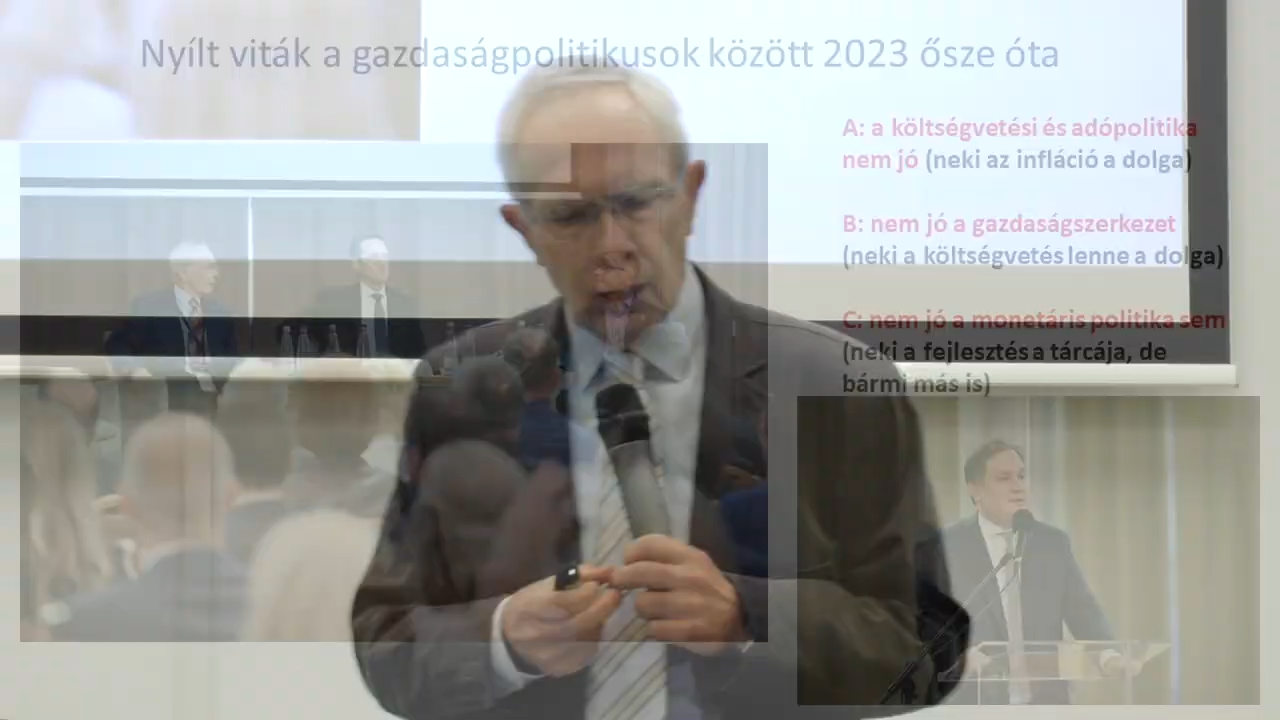 Nyílt viták a gazdaságpolitikusok között 2023 ősze óta
A: a költségvetési és adópolitika
nem jó (neki az infláció a dolga)
B: nem jó a gazdaságszerkezet
(neki a költségvetés lenne a dolga)
C: nem jó a monetáris politika sem
(neki a fejlesztés a tárcája, de
bármi más is)